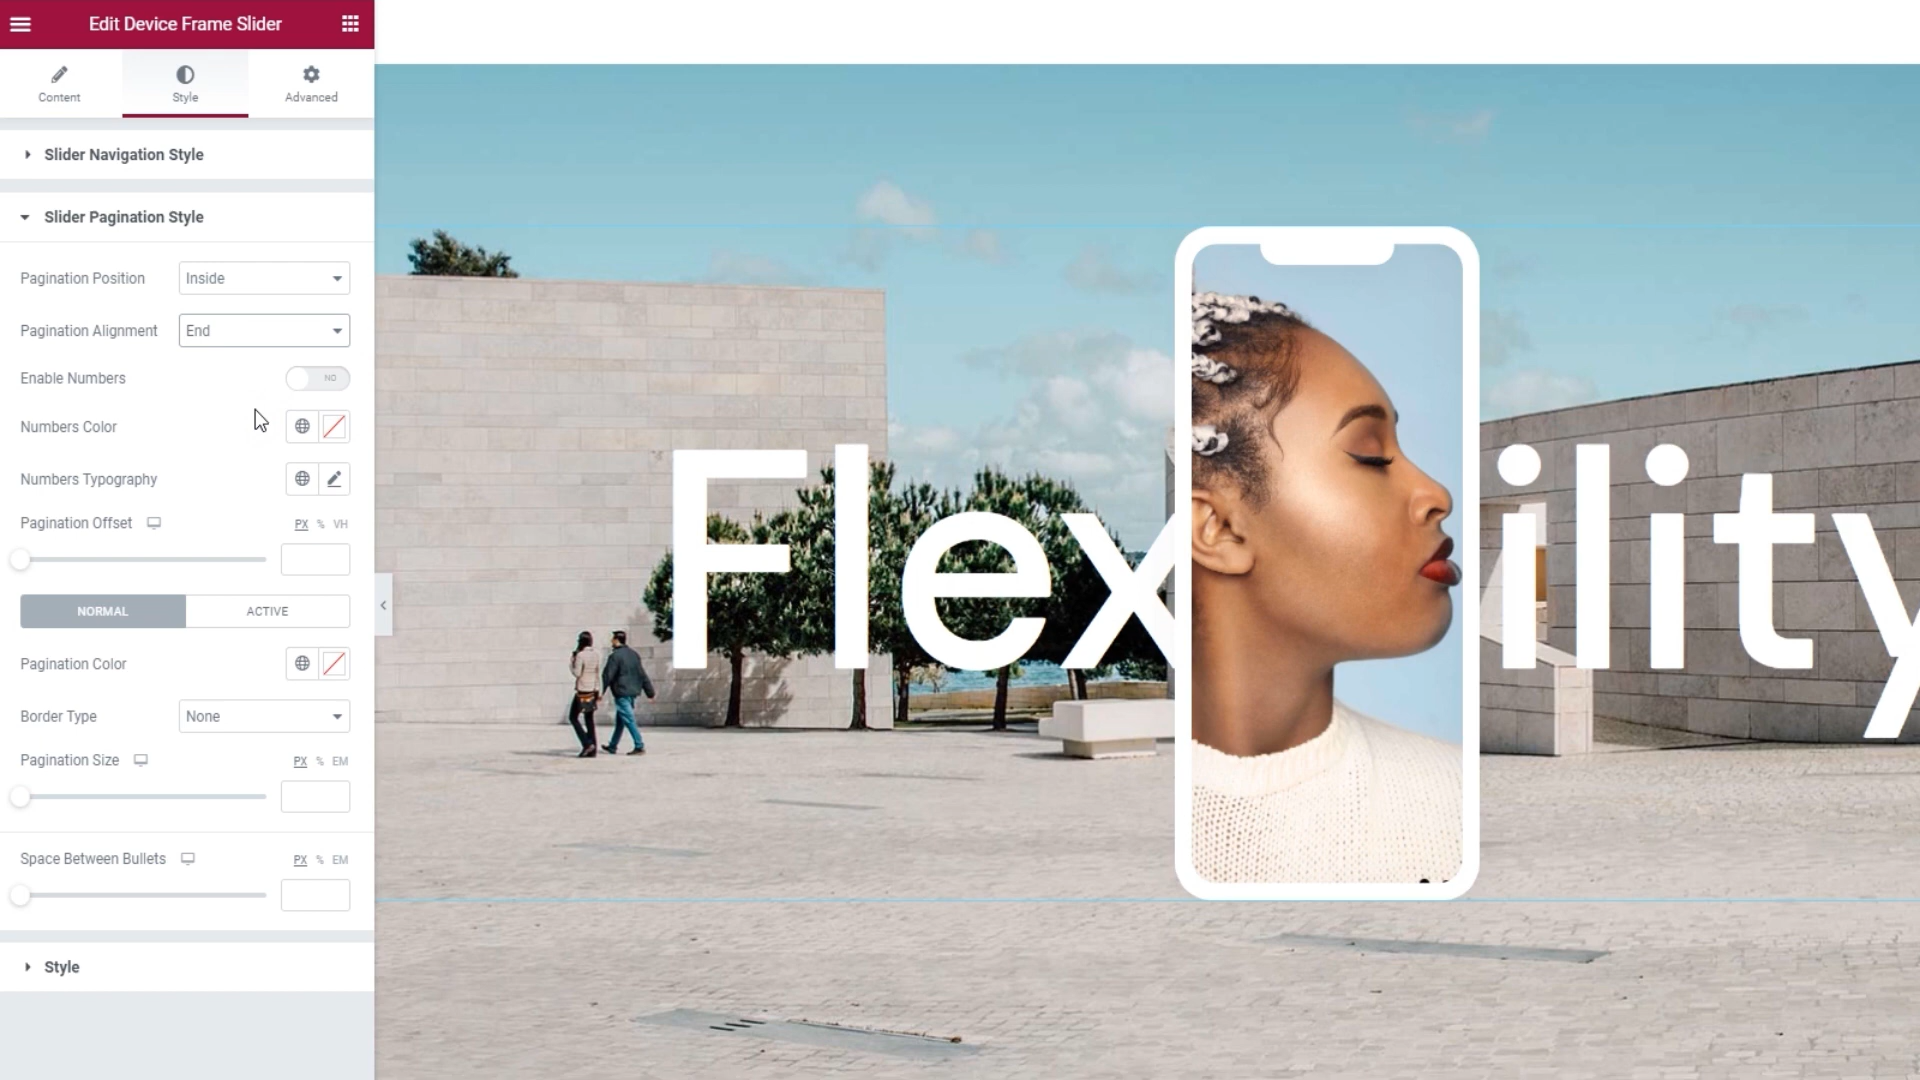 Edit Device Frame Slider
Content
Style
Advanced
Slider Navigation Style
Slider Pagination Style
Pagination Position
Inside
Pagination Alignment
End
Enable Numbers
NO
Numbers Color
Numbers Typography
Pagination Offset
PX % VH
NORMAL
ACTIVE
Pagination Color
Border Type
None
Pagination Size
PX % EM
Space Between Bullets
PX % EM
Style
Flex ility